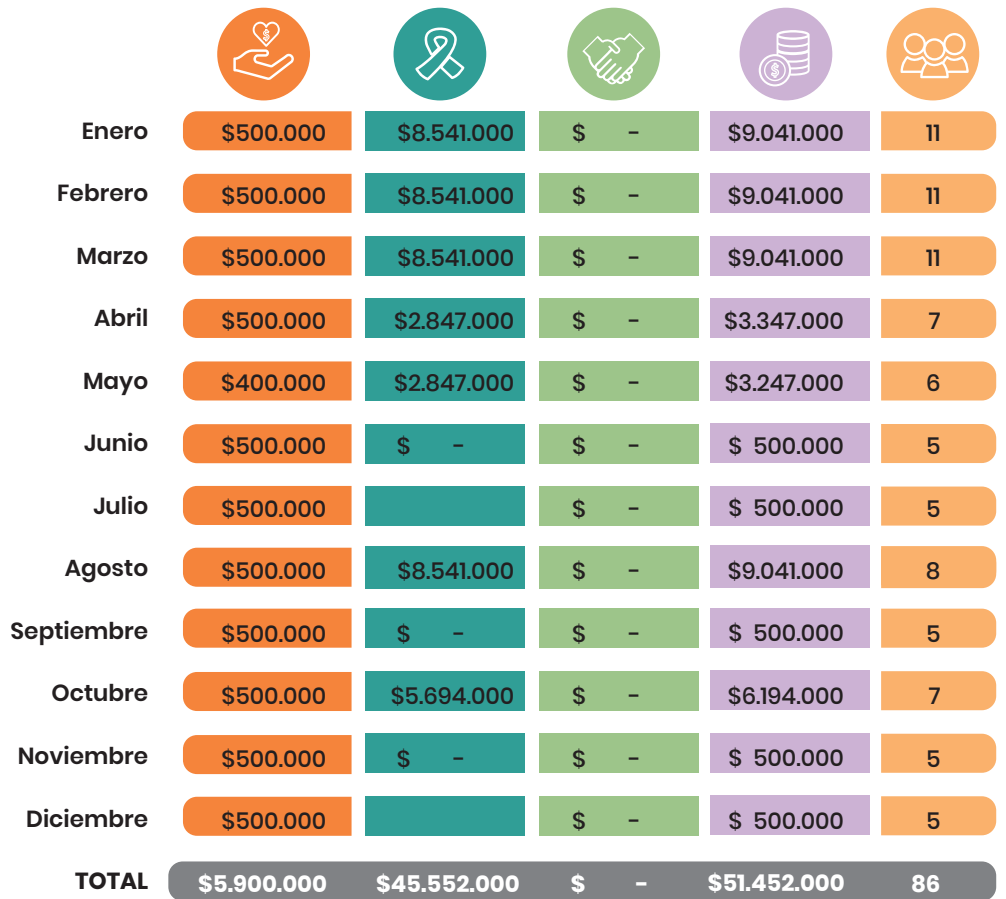 Enero $500.000 $8.541.000 $ - $9.041.000 11
Febrero $500.000 $8.541.000 $ - $9.041.000 11
Marzo $500.000 $8.541.000 $ - $9.041.000 11
Abril $500.000 $2.847.000 $ - $3.347.000 7
Mayo $400.000 $2.847.000 $ - $3.247.000 6
Junio $500.000 $ - $ - $ 500.000 5
Julio $500.000 $ - $ 500.000 5
Agosto $500.000 $8.541.000 $ - $9.041.000 8
Septiembre $500.000 $ - $ - $ 500.000 5
Octubre $500.000 $5.694.000 $ - $6.194.000 7
Noviembre $500.000 $ - $ - $ 500.000 5
Diciembre $500.000 $ - $ 500.000 5
TOTAL $5.900.000 $45.552.000 $ - $51.452.000 86